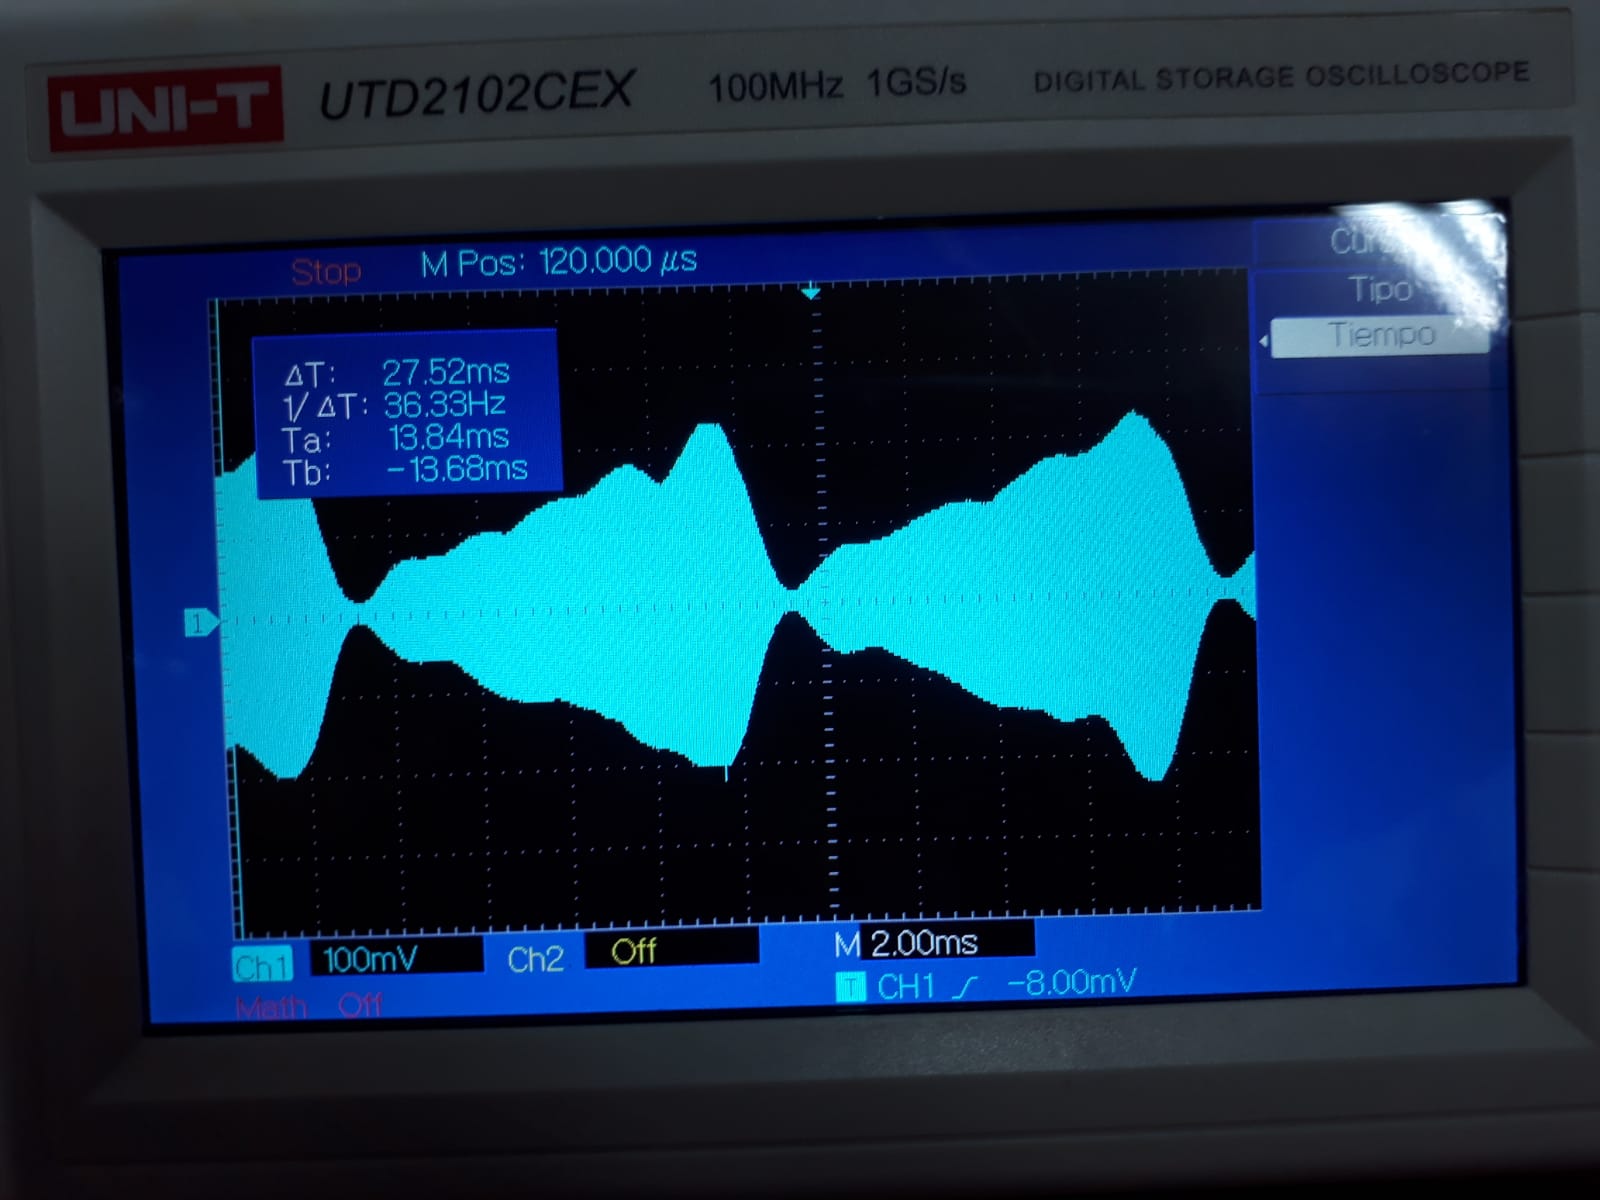 UNI-T UTD2102CEX 100MHz 1GS/s DIGITAL STORAGE OSCILLOSCOPE
Stop M Pos: 120.000 µs
Tipo
Tiempo
ΔT: 27.52ms
1/ΔT: 36.33Hz
Ta: 13.84ms
Tb: -13.68ms
1
Ch1 100mV Ch2 Off M 2.00ms
T CH1 -8.00mV
Math Off